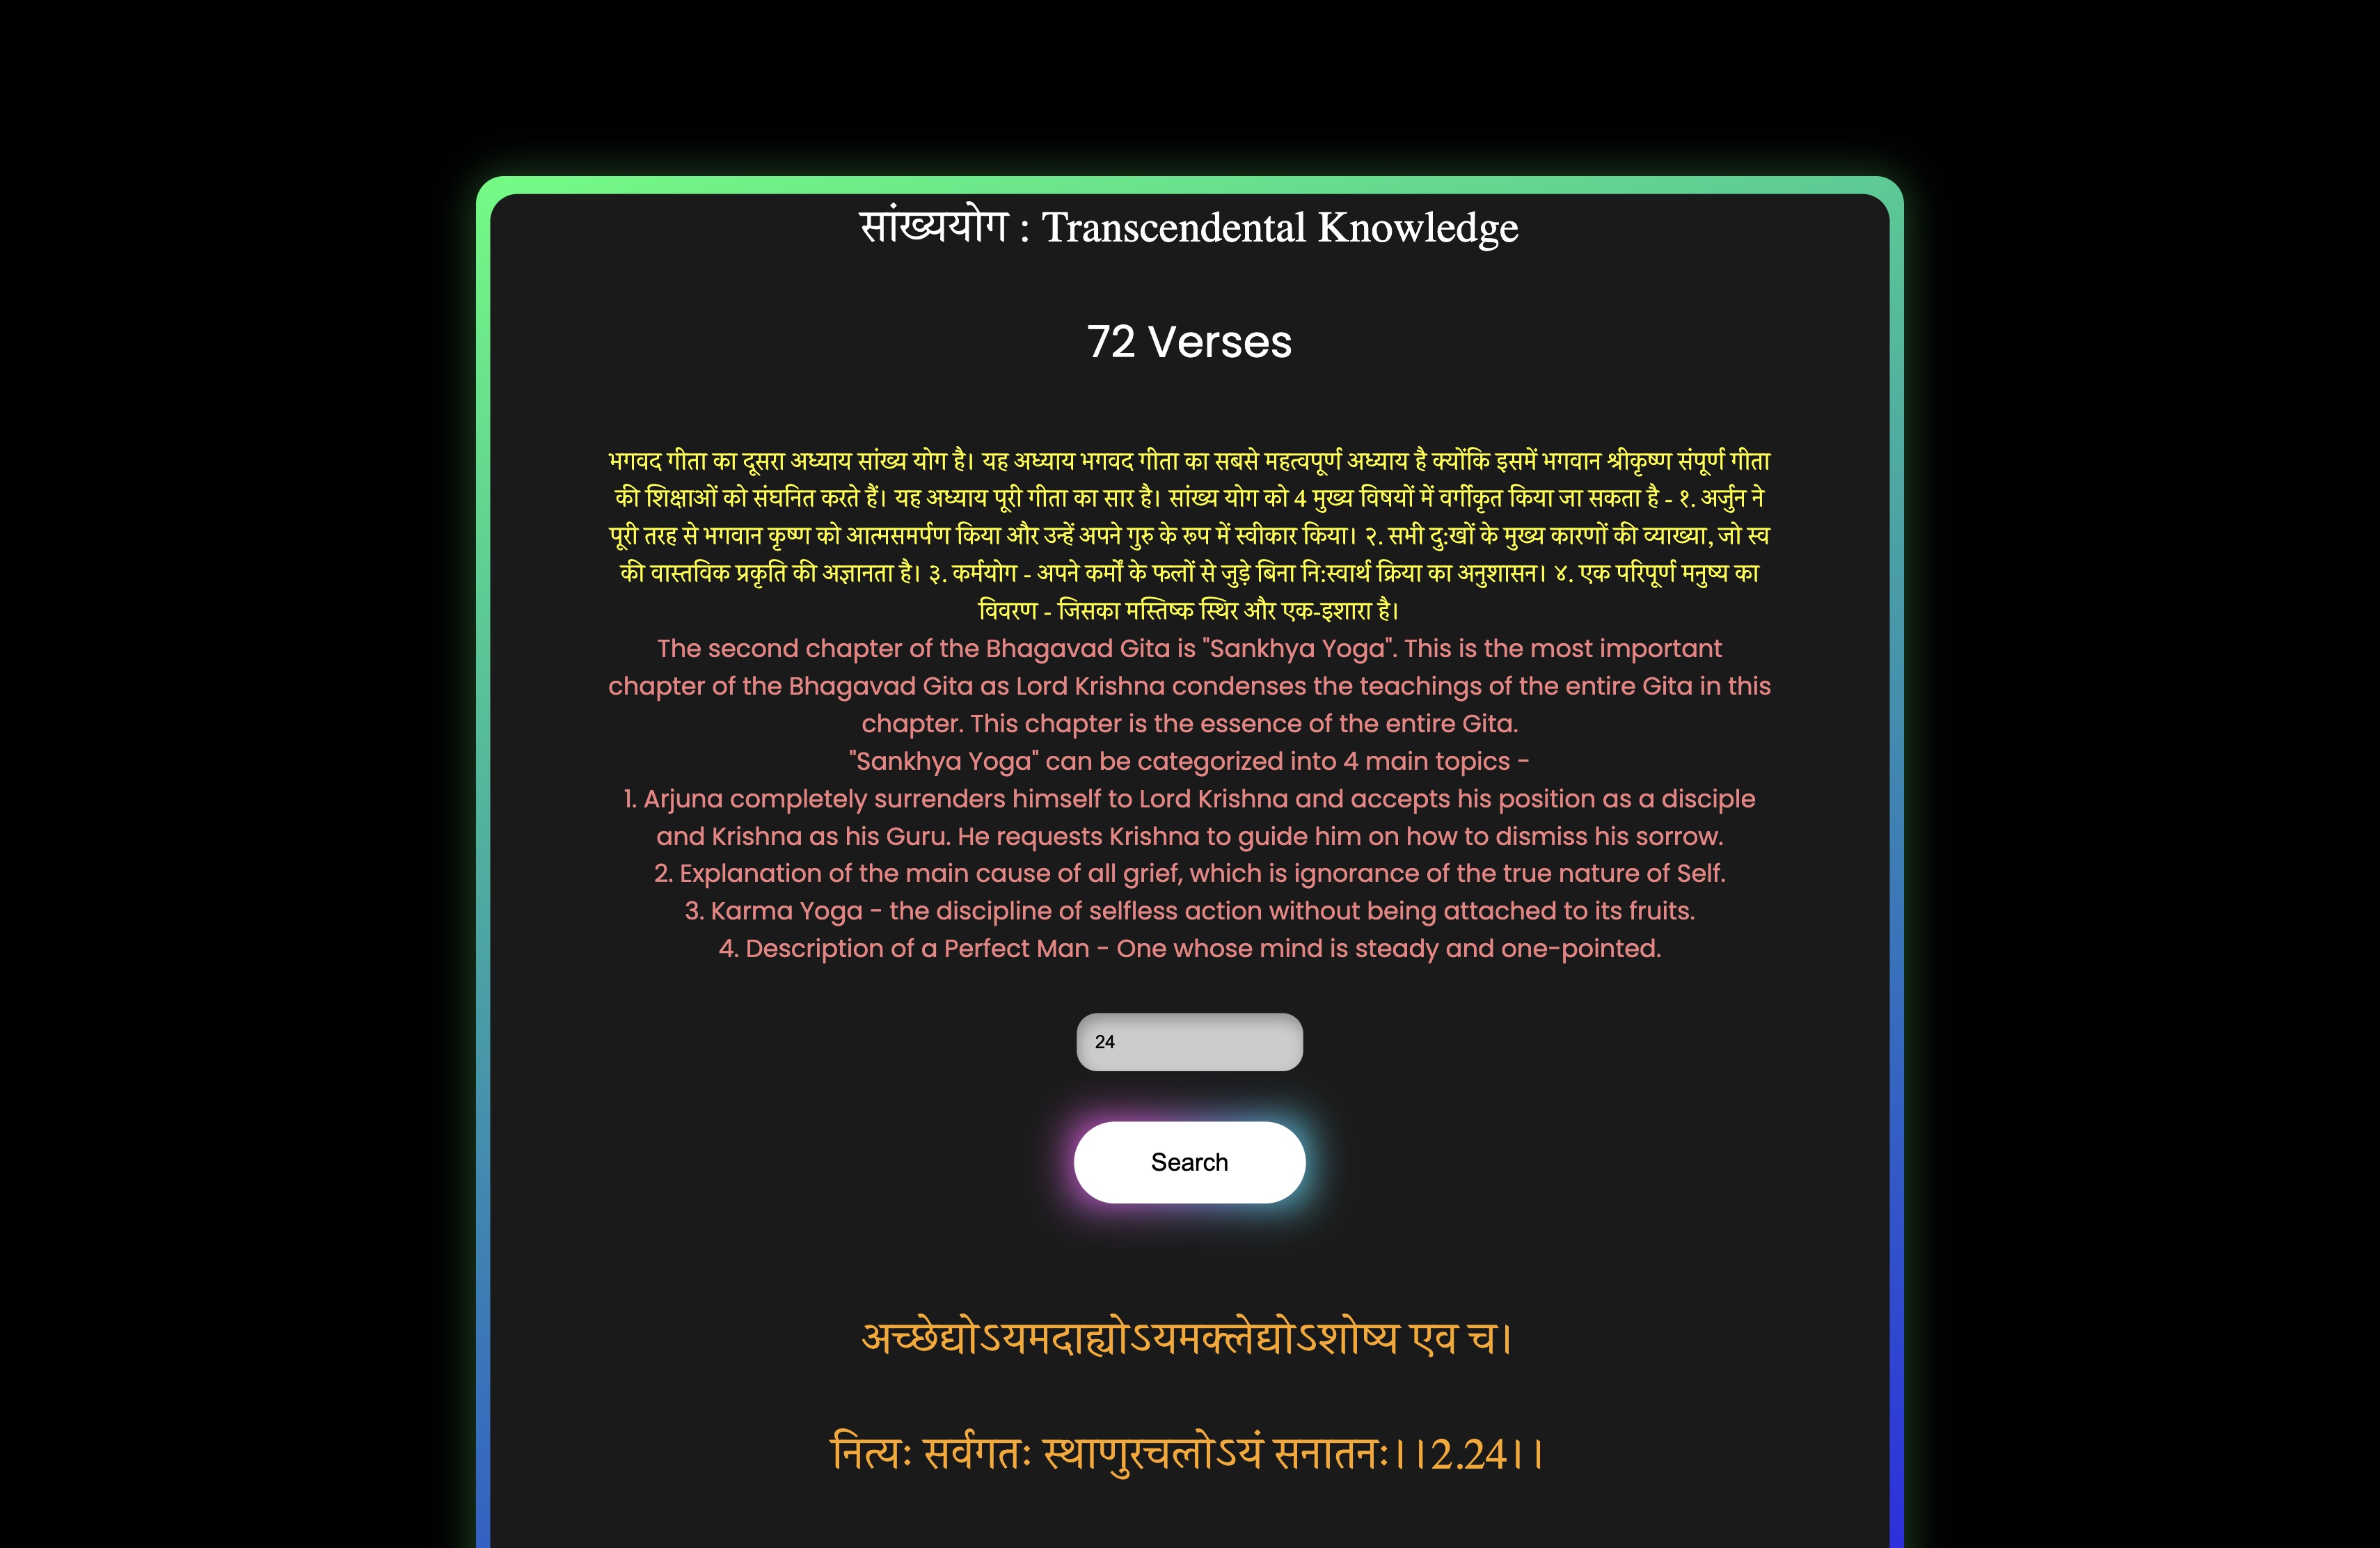 सांख्ययोग : Transcendental Knowledge
72 Verses
भगवद गीता का दूसरा अध्याय सांख्य योग है। यह अध्याय भगवद गीता का सबसे महत्वपूर्ण अध्याय है क्योंकि इसमें भगवान श्रीकृष्ण संपूर्ण गीता
की शिक्षाओं को संघनित करते हैं। यह अध्याय पूरी गीता का सार है। सांख्य योग को 4 मुख्य विषयों में वर्गीकृत किया जा सकता है - १. अर्जुन ने
पूरी तरह से भगवान कृष्ण को आत्मसमर्पण किया और उन्हें अपने गुरु के रूप में स्वीकार किया। २. सभी दु:खों के मुख्य कारणों की व्याख्या, जो स्व
की वास्तविक प्रकृति की अज्ञानता है। ३. कर्मयोग - अपने कर्मों के फलों से जुड़े बिना नि:स्वार्थ क्रिया का अनुशासन। ४. एक परिपूर्ण मनुष्य का
विवरण - जिसका मस्तिष्क स्थिर और एक-इशारा है।
The second chapter of the Bhagavad Gita is "Sankhya Yoga". This is the most important
chapter of the Bhagavad Gita as Lord Krishna condenses the teachings of the entire Gita in this
chapter. This chapter is the essence of the entire Gita.
"Sankhya Yoga" can be categorized into 4 main topics -
1. Arjuna completely surrenders himself to Lord Krishna and accepts his position as a disciple
and Krishna as his Guru. He requests Krishna to guide him on how to dismiss his sorrow.
2. Explanation of the main cause of all grief, which is ignorance of the true nature of Self.
3. Karma Yoga - the discipline of selfless action without being attached to its fruits.
4. Description of a Perfect Man - One whose mind is steady and one-pointed.
24
Search
अच्छेद्योऽयमदाह्योऽयमक्लेद्योऽशोष्य एव च।
नित्यः सर्वगतः स्थाणुरचलोऽयं सनातनः।।2.24।।